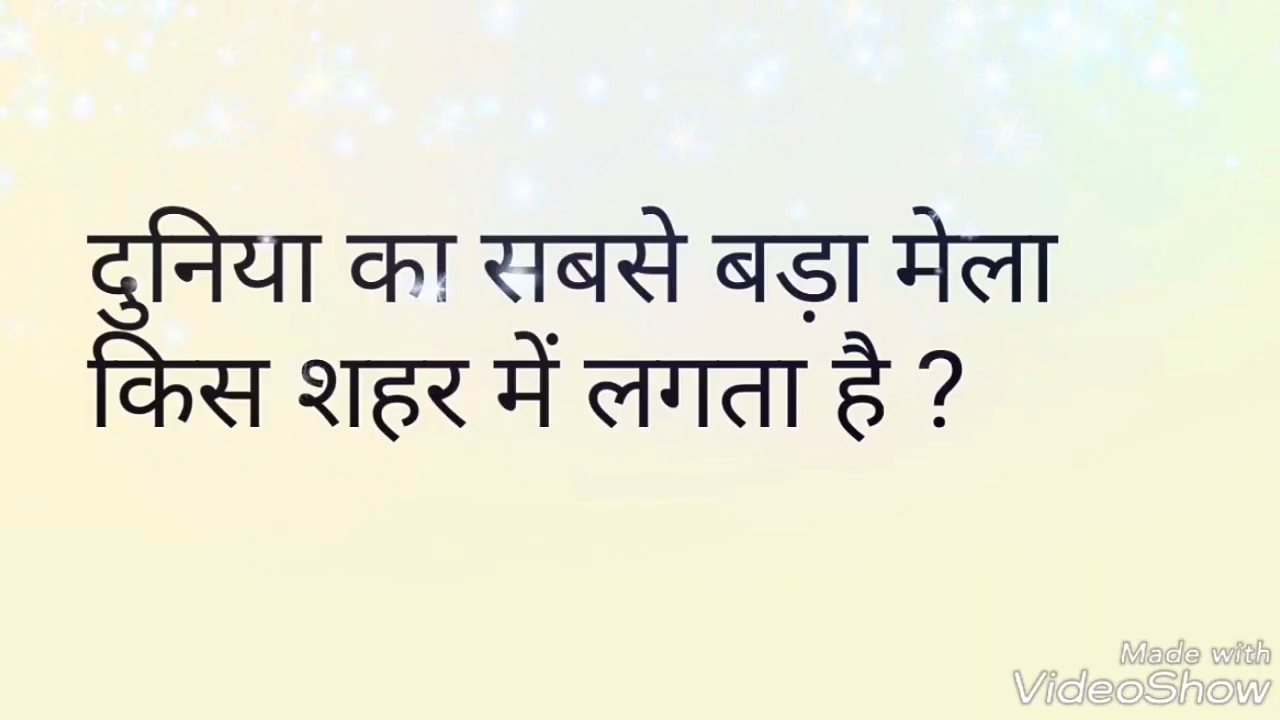 दुनिया का सबसे बड़ा मेला
किस शहर में लगता है ?
Made with
VideoShow